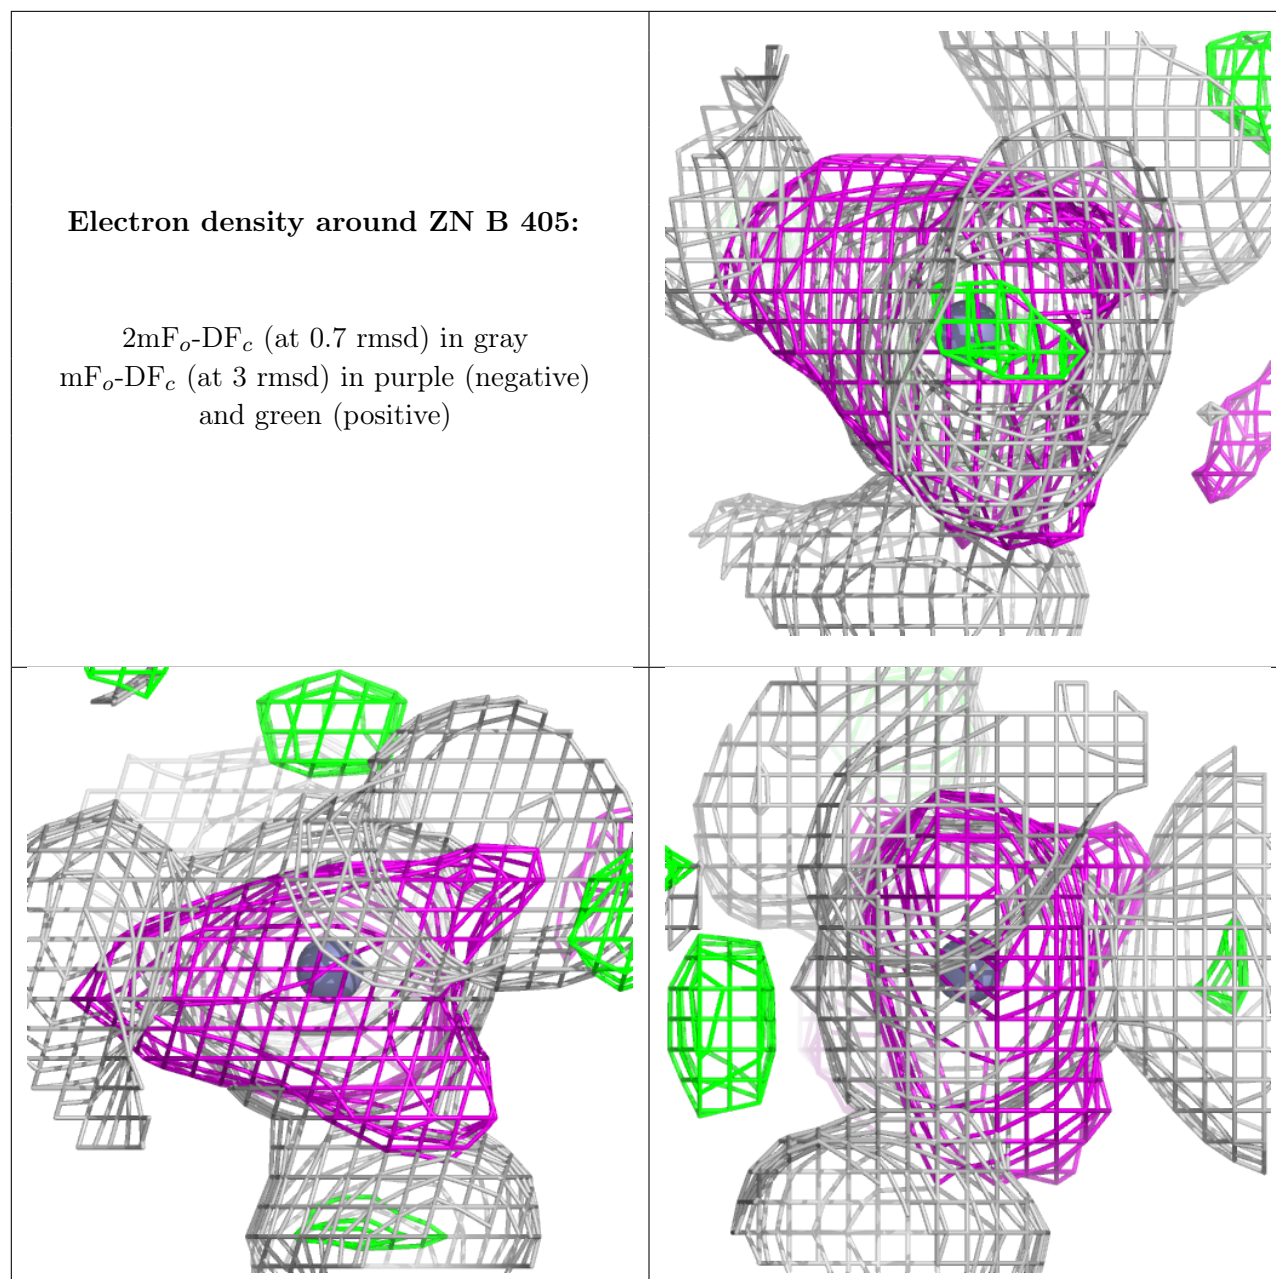 Electron density around ZN B 405:
2mFo-DFc (at 0.7 rmsd) in gray
mFo-DFc (at 3 rmsd) in purple (negative)
and green (positive)